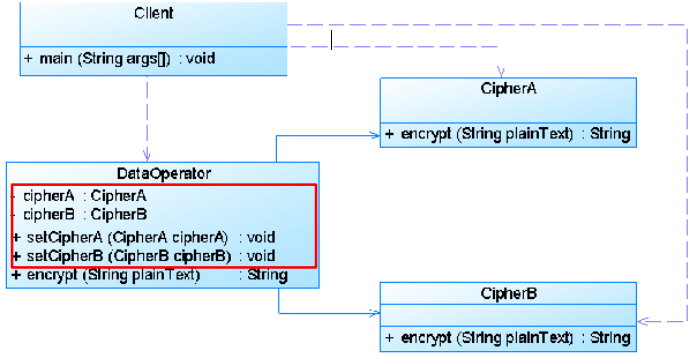 Client
+ main (String args[]) : void
CipherA
+ encrypt (String plainText) : String
DataOperator
- cipherA : CipherA
- cipherB : CipherB
+ setCipherA (CipherA cipherA) : void
+ setCipherB (CipherB cipherB) : void
+ encrypt (String plainText) : String
CipherB
+ encrypt (String plainText) : String